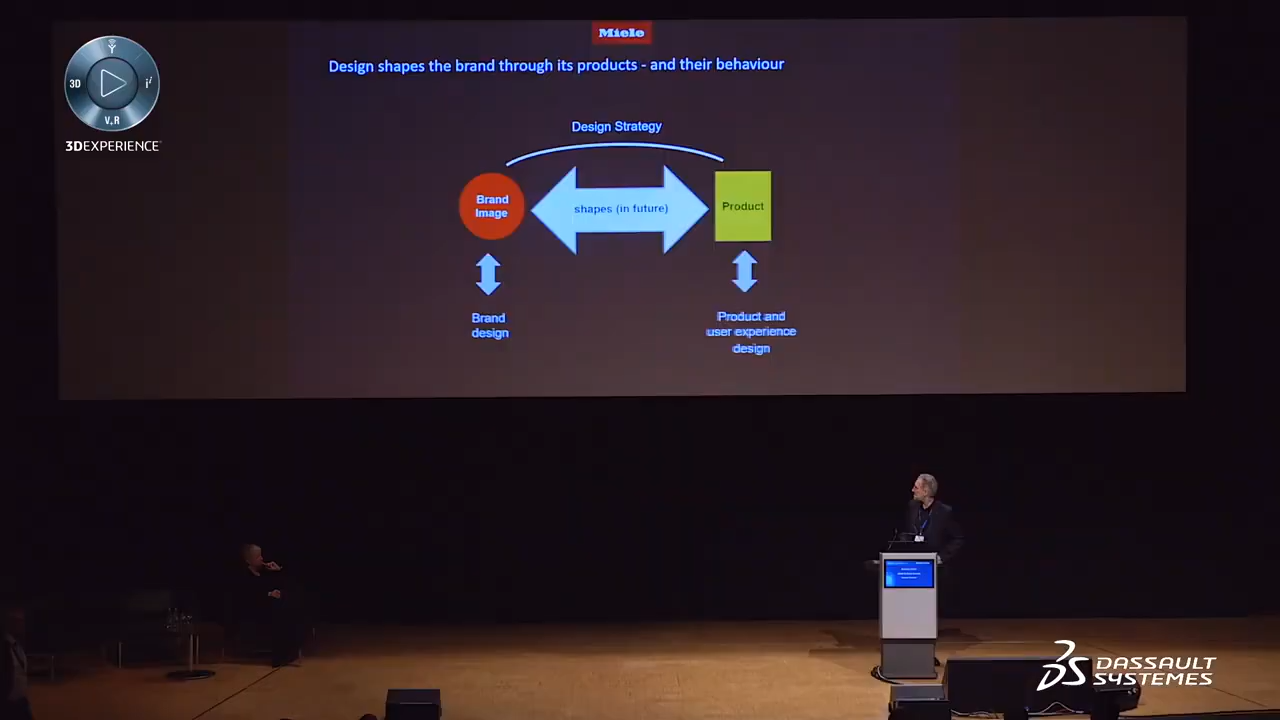 Miele
Design shapes the brand through its products - and their behaviour
3D
i²
V,R
3DEXPERIENCE
Design Strategy
Brand
Image
shapes (in future)
Product
Brand
design
Product and
user experience
design
DASSAULT
SYSTEMES